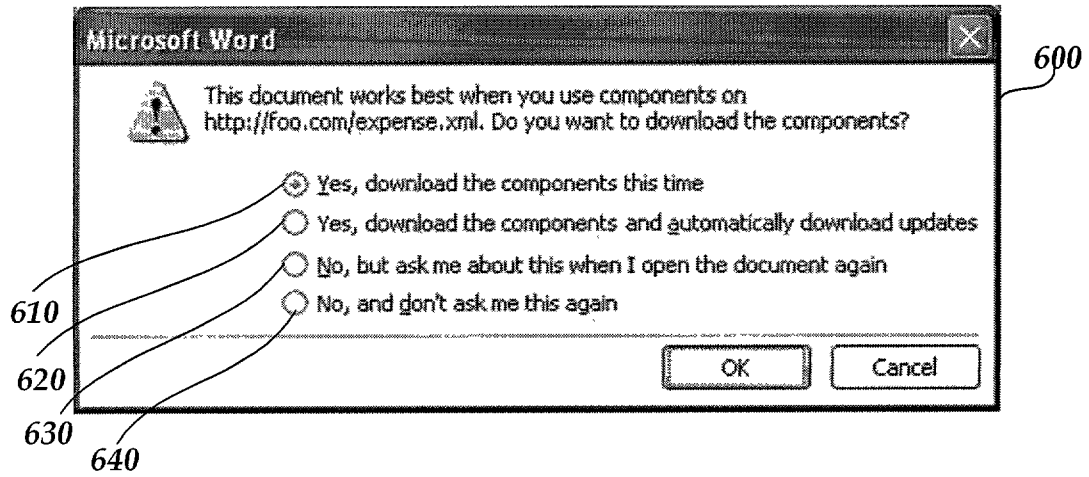 Microsoft Word
600
This document works best when you use components on
http://foo.com/expense.xml. Do you want to download the components?
Yes, download the components this time
Yes, download the components and automatically download updates
No, but ask me about this when I open the document again
610
No, and don't ask me this again
620
OK Cancel
630
640